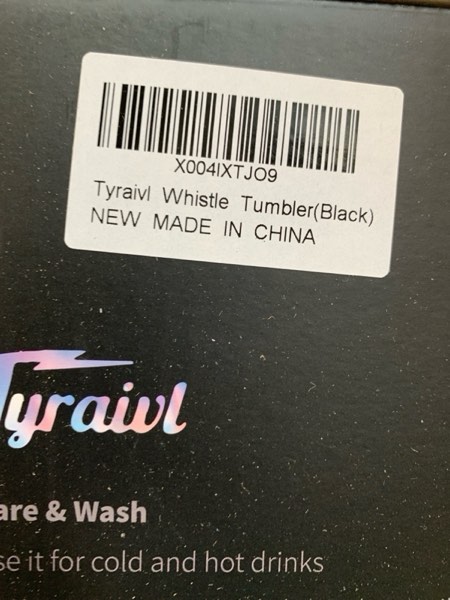 X004IXTJO9
Tyraivl Whistle Tumbler(Black)
NEW MADE IN CHINA
Tyraivl
are & Wash
se it for cold and hot drinks